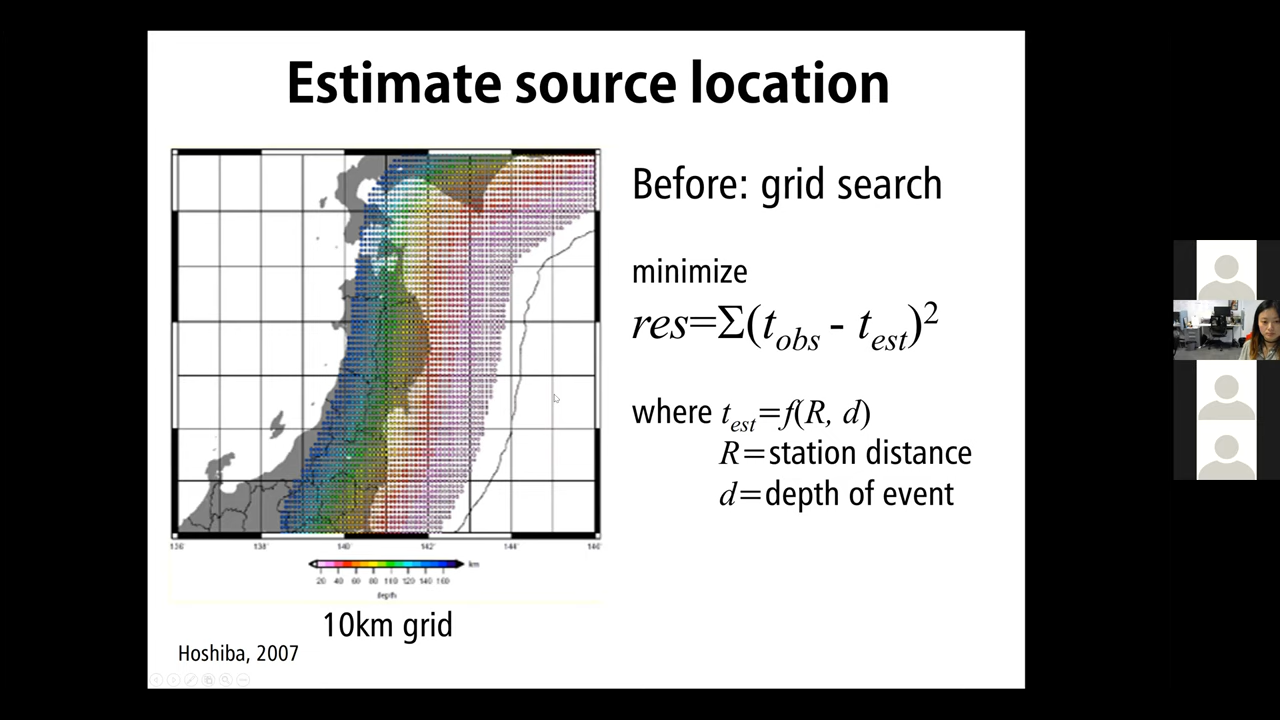 Estimate source location
Before: grid search
minimize
res=Σ(t_obs - t_est)²
where t_est=f(R, d)
R=station distance
d=depth of event
136° 138° 140° 142° 144° 146°
km
20 40 60 80 100 120 140 160
depth
10km grid
Hoshiba, 2007